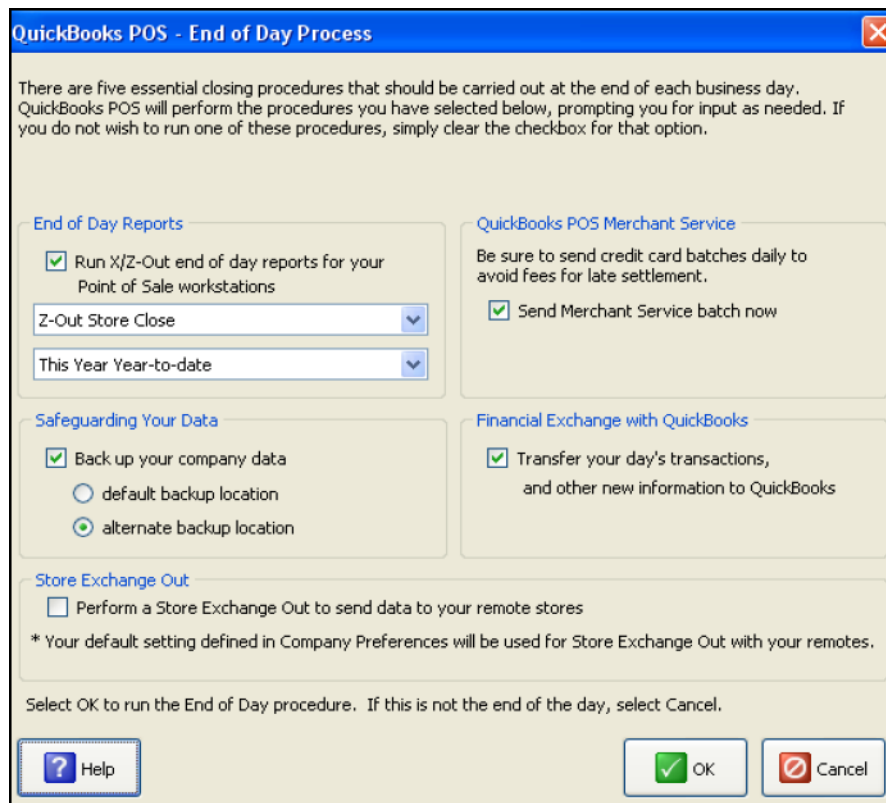 QuickBooks POS - End of Day Process
There are five essential closing procedures that should be carried out at the end of each business day.
QuickBooks POS will perform the procedures you have selected below, prompting you for input as needed. If
you do not wish to run one of these procedures, simply clear the checkbox for that option.
End of Day Reports
Run X/Z-Out end of day reports for your
Point of Sale workstations
Z-Out Store Close
This Year Year-to-date
QuickBooks POS Merchant Service
Be sure to send credit card batches daily to
avoid fees for late settlement.
Send Merchant Service batch now
Safeguarding Your Data
Back up your company data
default backup location
alternate backup location
Financial Exchange with QuickBooks
Transfer your day's transactions,
and other new information to QuickBooks
Store Exchange Out
Perform a Store Exchange Out to send data to your remote stores
* Your default setting defined in Company Preferences will be used for Store Exchange Out with your remotes.
Select OK to run the End of Day procedure.  If this is not the end of the day, select Cancel.
? Help
OK
Cancel